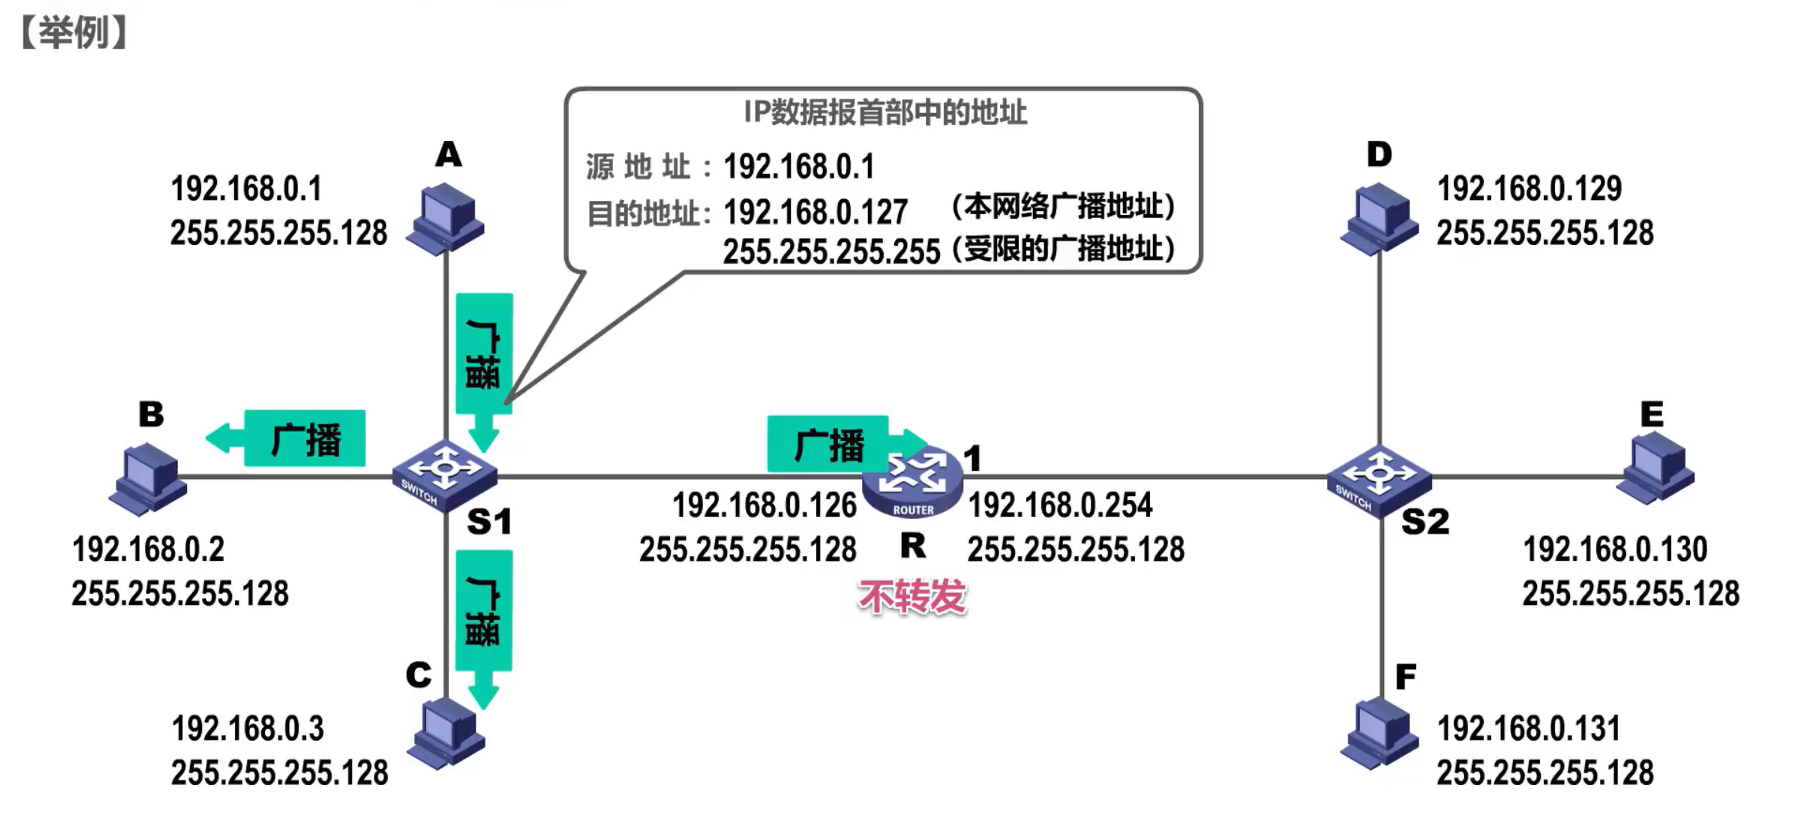 【举例】
IP数据报首部中的地址
源 地 址 : 192.168.0.1
目的地址: 192.168.0.127 (本网络广播地址)
255.255.255.255 (受限的广播地址)
A
192.168.0.1
255.255.255.128
D
192.168.0.129
255.255.255.128
广播
B
广播
广播
E
SWITCH
S1
192.168.0.2
255.255.255.128
192.168.0.126
255.255.255.128
ROUTER
1
R
不转发
192.168.0.254
255.255.255.128
SWITCH
S2
192.168.0.130
255.255.255.128
广播
C
192.168.0.3
255.255.255.128
F
192.168.0.131
255.255.255.128